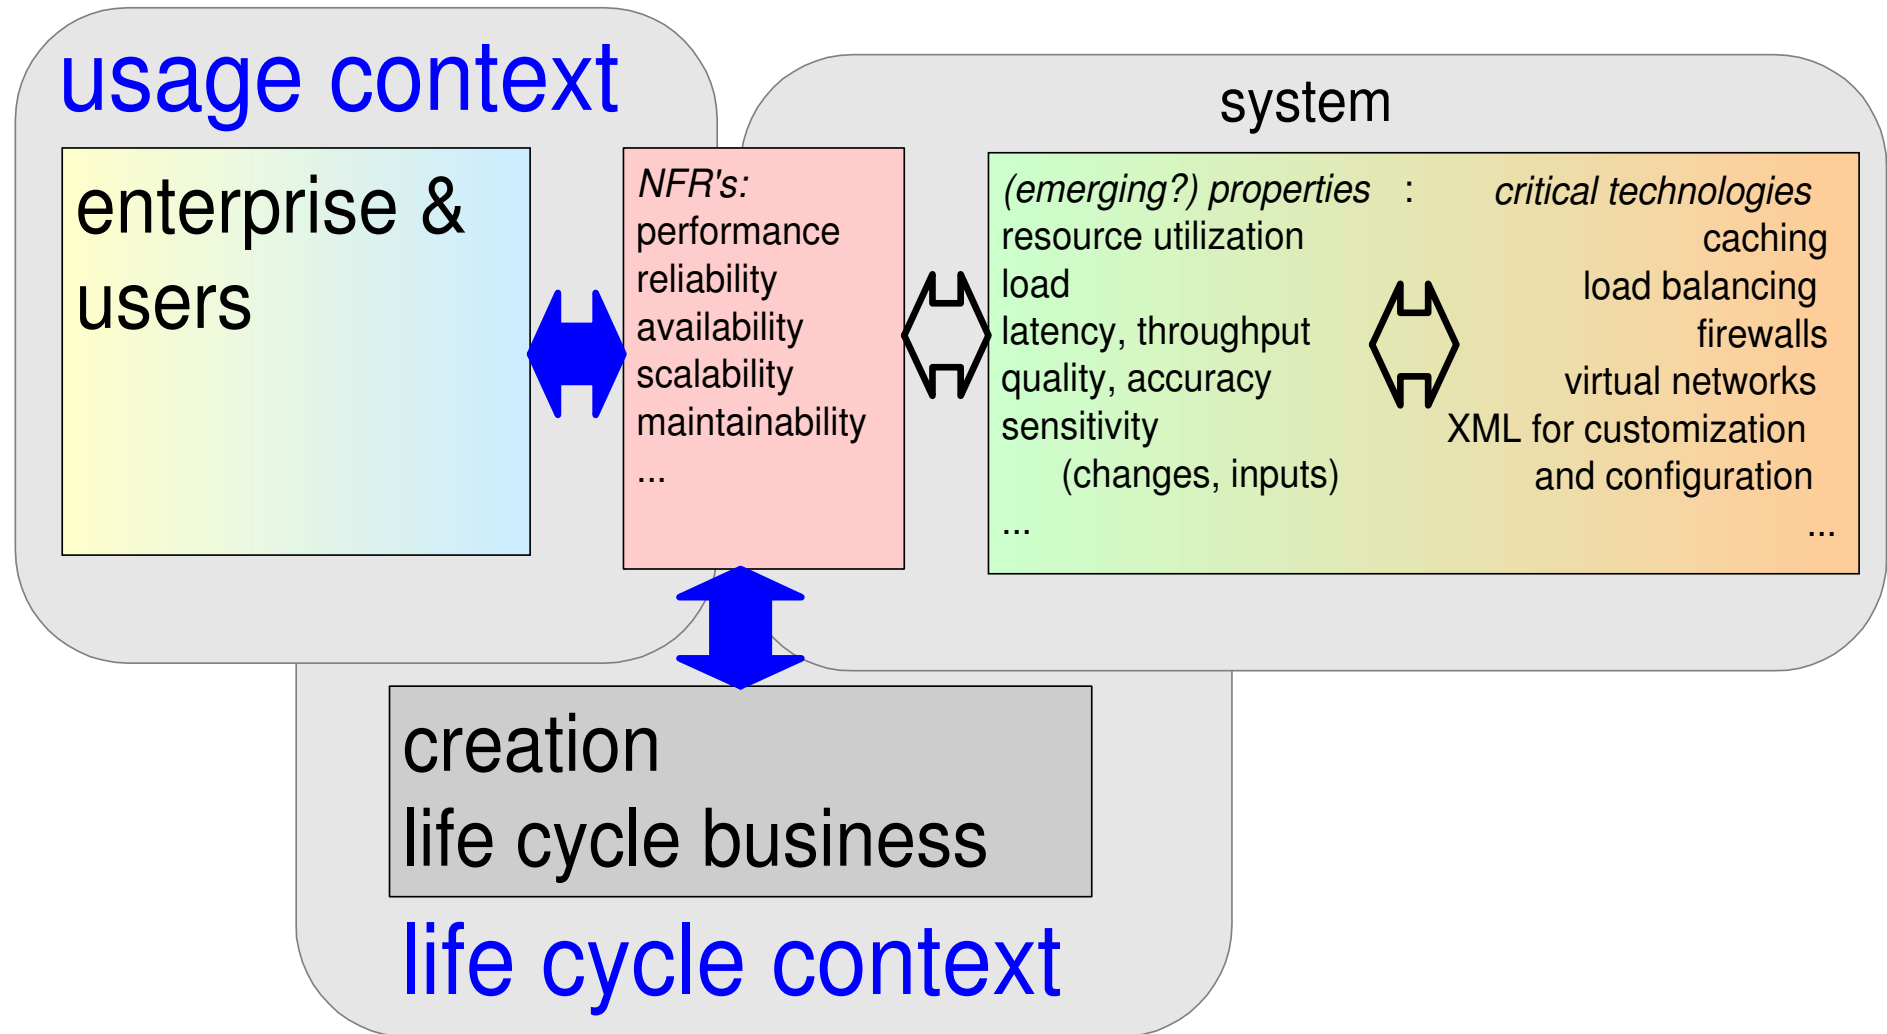 usage context
enterprise &
users
NFR's:
performance
reliability
availability
scalability
maintainability
...
system
(emerging?) properties :
resource utilization
load
latency, throughput
quality, accuracy
sensitivity
(changes, inputs)
...
critical technologies
caching
load balancing
firewalls
virtual networks
XML for customization
and configuration
...
creation
life cycle business
life cycle context